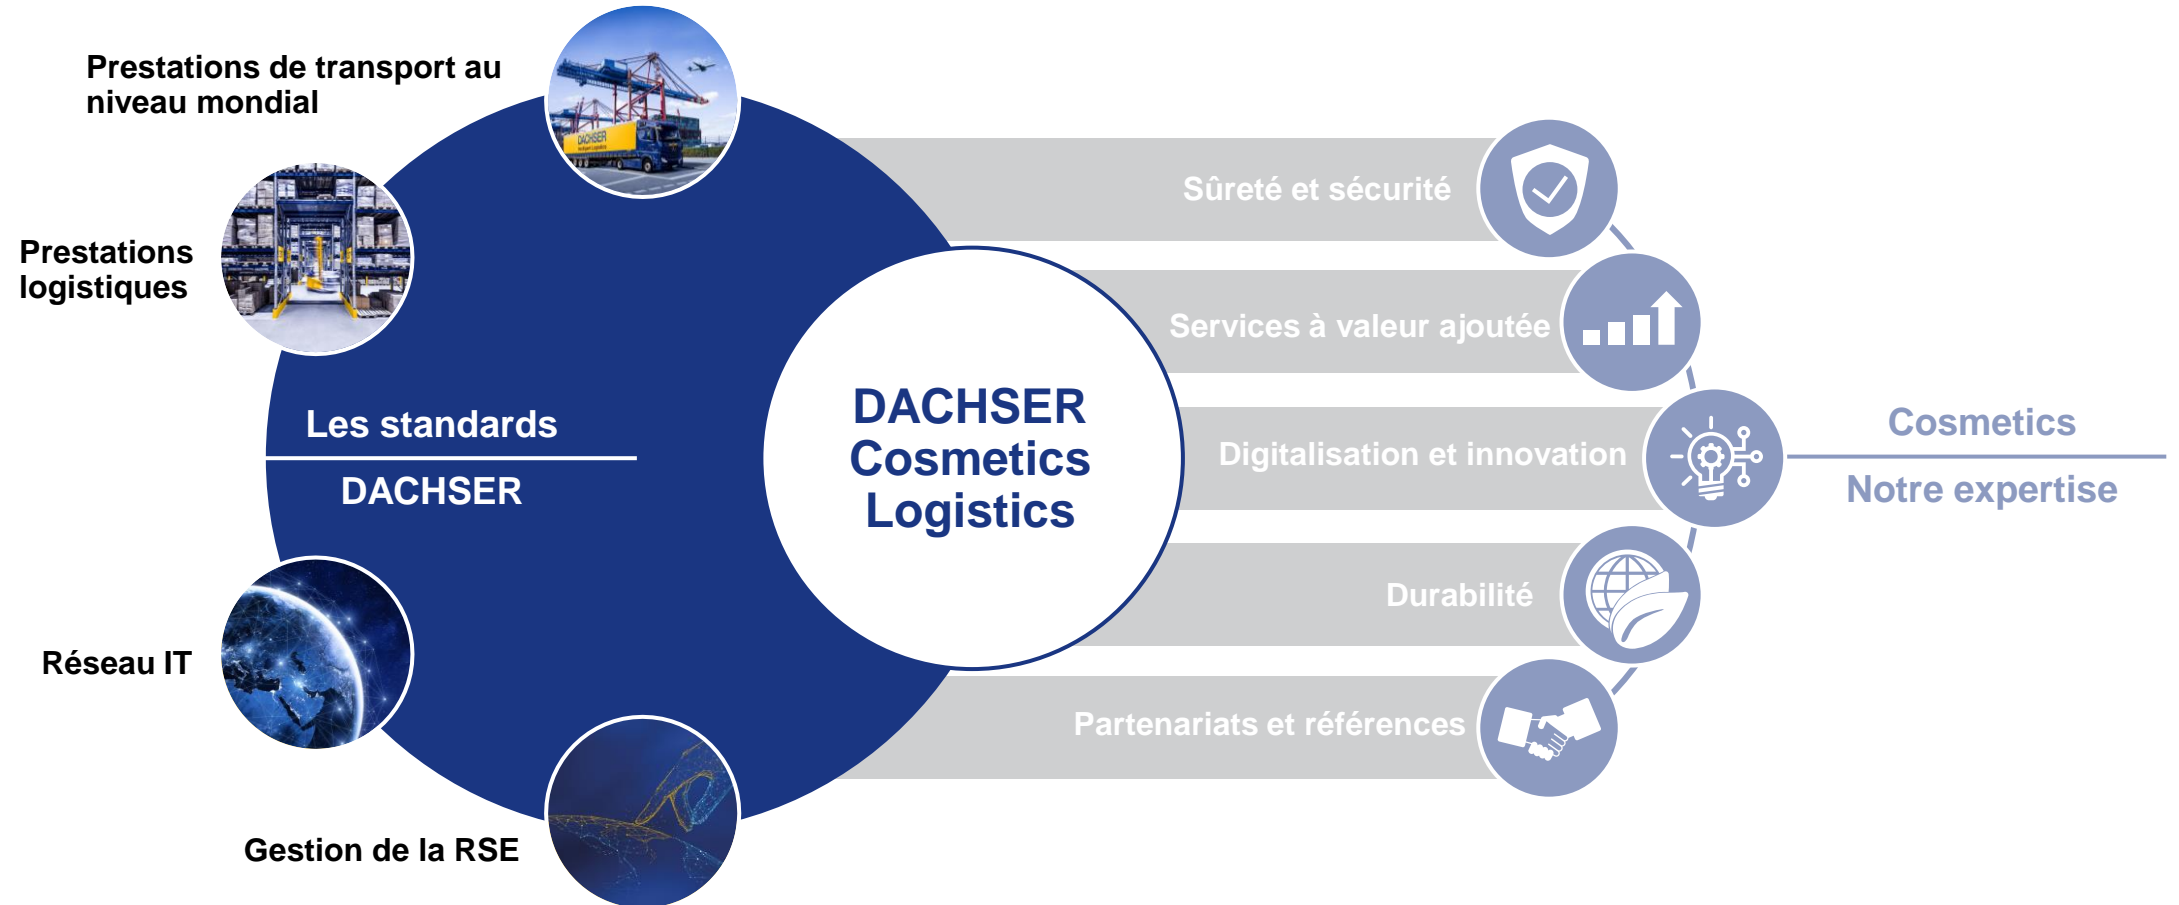 Prestations de transport au
niveau mondial
DACHSER
Prestations
logistiques
Les standards
DACHSER
Réseau IT
Gestion de la RSE
DACHSER
Cosmetics
Logistics
Sûreté et sécurité
Services à valeur ajoutée
Digitalisation et innovation
Durabilité
Partenariats et références
Cosmetics
Notre expertise